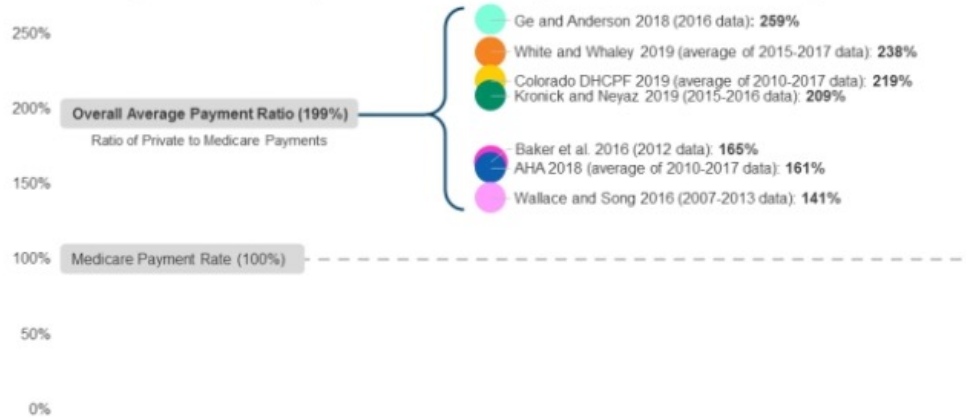 250%
200%
150%
100%
50%
0%
Overall Average Payment Ratio (199%)
Ratio of Private to Medicare Payments
Medicare Payment Rate (100%)
Ge and Anderson 2018 (2016 data): 259%
White and Whaley 2019 (average of 2015-2017 data): 238%
Colorado DHCPF 2019 (average of 2010-2017 data): 219%
Kronick and Neyaz 2019 (2015-2016 data): 209%
Baker et al. 2016 (2012 data): 165%
AHA 2018 (average of 2010-2017 data): 161%
Wallace and Song 2016 (2007-2013 data): 141%